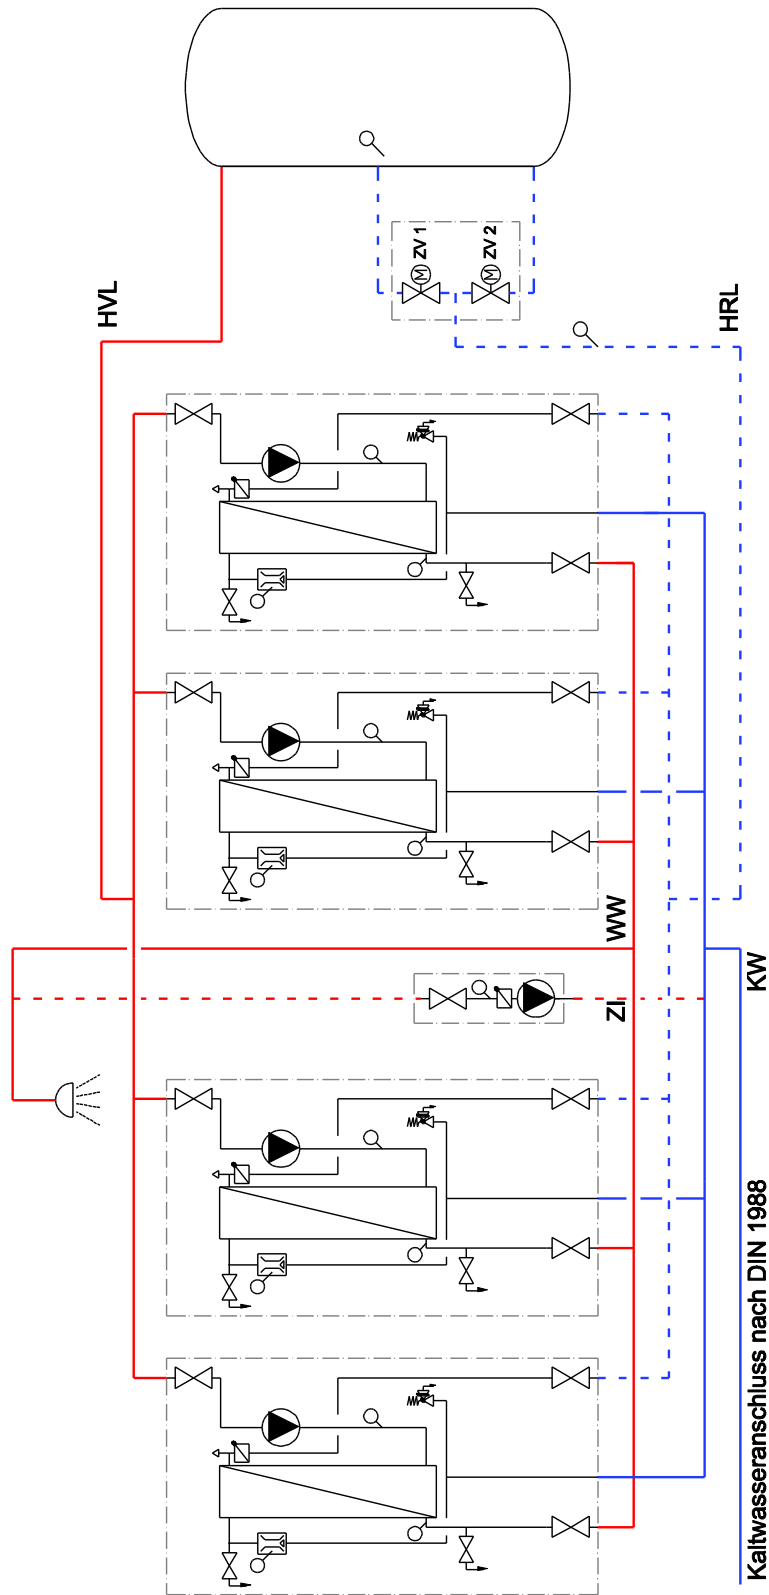 HVL
ZV 1
ZV 2
HRL
WW
ZI
KW
Kaltwasseranschluss nach DIN 1988
M
M